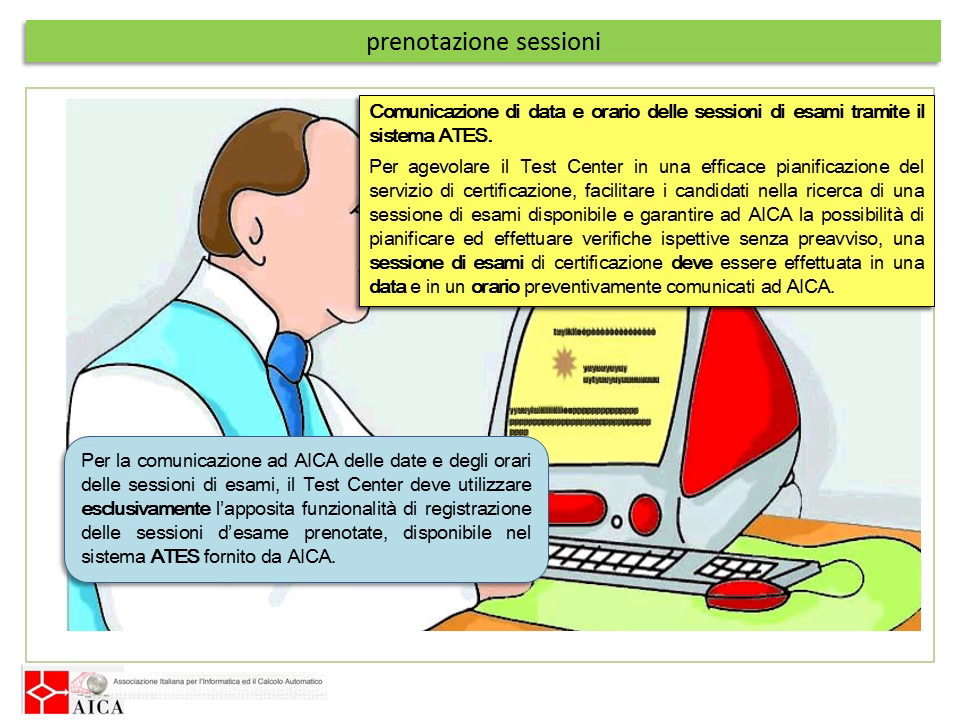 prenotazione sessioni
Comunicazione di data e orario delle sessioni di esami tramite il
sistema ATES.
Per agevolare il Test Center in una efficace pianificazione del
servizio di certificazione, facilitare i candidati nella ricerca di una
sessione di esami disponibile e garantire ad AICA la possibilità di
pianificare ed effettuare verifiche ispettive senza preavviso, una
sessione di esami di certificazione deve essere effettuata in una
data e in un orario preventivamente comunicati ad AICA.
Per la comunicazione ad AICA delle date e degli orari
delle sessioni di esami, il Test Center deve utilizzare
esclusivamente l’apposita funzionalità di registrazione
delle sessioni d’esame prenotate, disponibile nel
sistema ATES fornito da AICA.
Associazione Italiana per l'Informatica ed il Calcolo Automatico
AICA